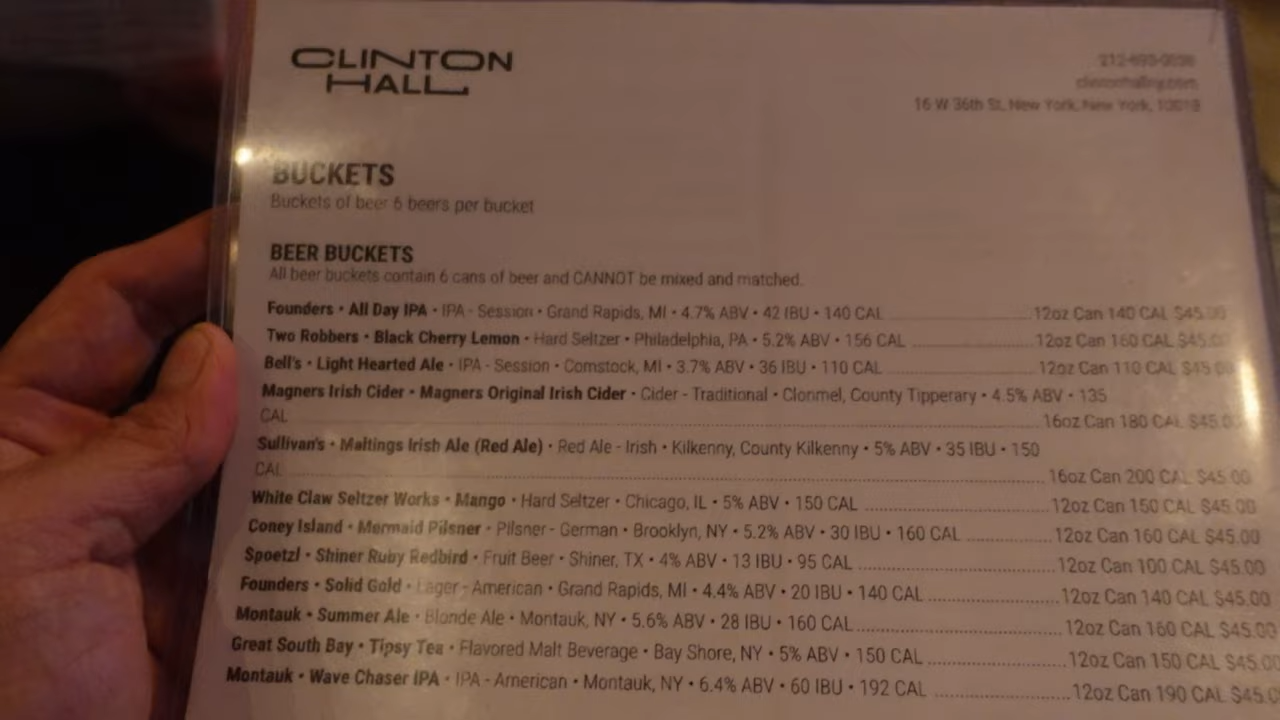 CLINTON
HALL
16 W 36th St, New York, New York, 10018
BUCKETS
Buckets of beer 6 beers per bucket
BEER BUCKETS
All beer buckets contain 6 cans of beer and CANNOT be mixed and matched.
Founders • All Day IPA • IPA - Session • Grand Rapids, MI • 4.7% ABV • 42 IBU • 140 CAL 12oz Can 140 CAL $45.00
Two Robbers • Black Cherry Lemon • Hard Seltzer • Philadelphia, PA • 5.2% ABV • 156 CAL 12oz Can 160 CAL $45.00
Bell's • Light Hearted Ale • IPA - Session • Comstock, MI • 3.7% ABV • 36 IBU • 110 CAL 12oz Can 110 CAL $45.00
Magners Irish Cider • Magners Original Irish Cider • Cider - Traditional • Clonmel, County Tipperary • 4.5% ABV • 135
CAL 16oz Can 180 CAL $45.00
Sullivan's • Maltings Irish Ale (Red Ale) • Red Ale - Irish • Kilkenny, County Kilkenny • 5% ABV • 35 IBU • 150
CAL 16oz Can 200 CAL $45.00
White Claw Seltzer Works • Mango • Hard Seltzer • Chicago, IL • 5% ABV • 150 CAL 12oz Can 150 CAL $45.00
Coney Island • Mermaid Pilsner • Pilsner - German • Brooklyn, NY • 5.2% ABV • 30 IBU • 160 CAL 12oz Can 160 CAL $45.00
Spoetzl • Shiner Ruby Redbird • Fruit Beer • Shiner, TX • 4% ABV • 13 IBU • 95 CAL 12oz Can 100 CAL $45.00
Founders • Solid Gold • Lager - American • Grand Rapids, MI • 4.4% ABV • 20 IBU • 140 CAL 12oz Can 140 CAL $45.00
Montauk • Summer Ale • Blonde Ale • Montauk, NY • 5.6% ABV • 28 IBU • 160 CAL 12oz Can 160 CAL $45.00
Great South Bay • Tipsy Tea • Flavored Malt Beverage • Bay Shore, NY • 5% ABV • 150 CAL 12oz Can 150 CAL $45.00
Montauk • Wave Chaser IPA • IPA - American • Montauk, NY • 6.4% ABV • 60 IBU • 192 CAL 12oz Can 190 CAL $45.0